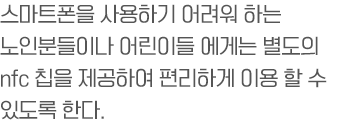 스마트폰을 사용하기 어려워 하는
노인분들이나 어린이들 에게는 별도의
nfc 칩을 제공하여 편리하게 이용 할 수
있도록 한다.